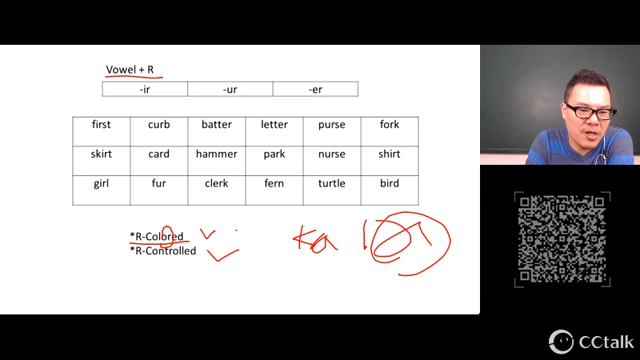 Vowel + R
-ir -ur -er
first curb batter letter purse fork
skirt card hammer park nurse shirt
girl fur clerk fern turtle bird
*R-Colored
*R-Controlled
CCtalk